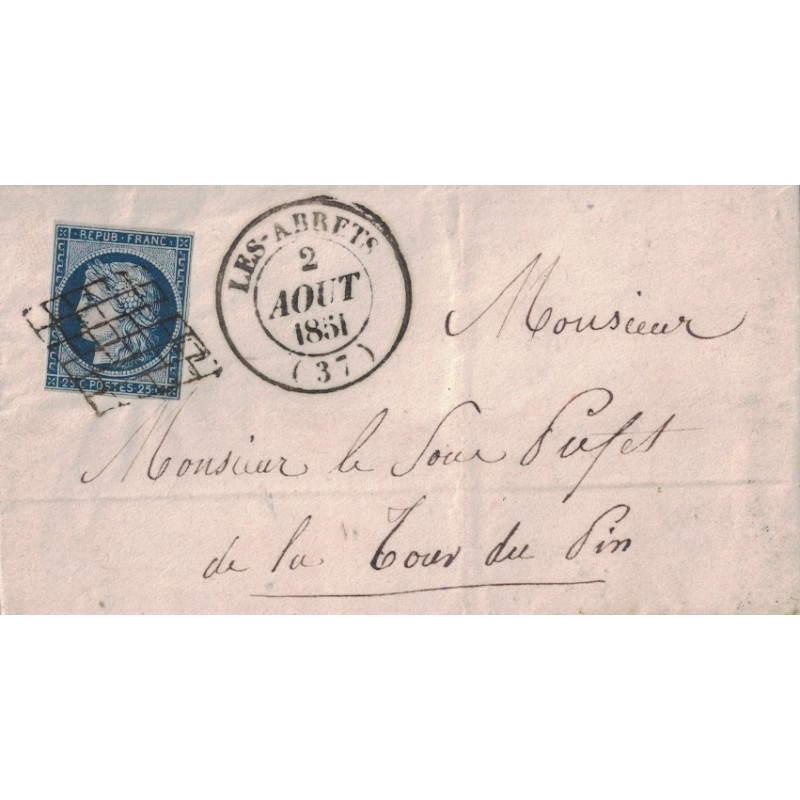 REPUB·FRANC·
25 POSTES·25
LES-ABRETS
2
AOUT
1851
(37)
Monsieur
Monsieur le Sous Préfet
de la Tour du Pin